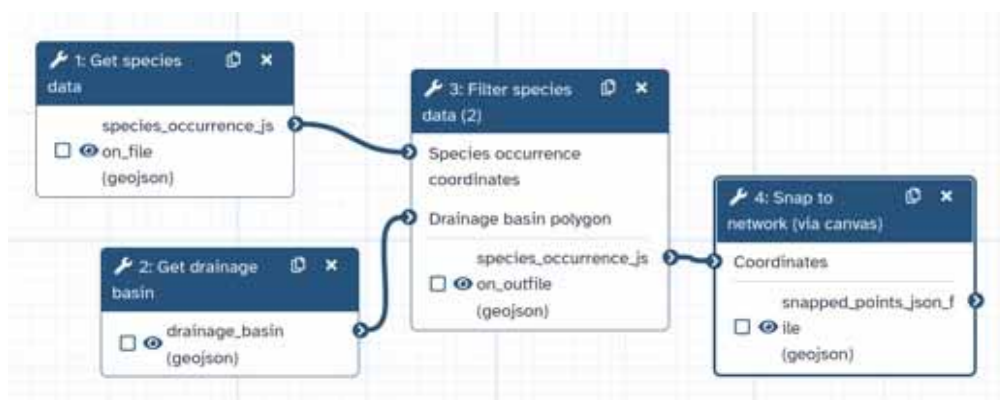 1: Get species
data
species_occurrence_js
on_file
(geojson)
2: Get drainage
basin
drainage_basin
(geojson)
3: Filter species
data (2)
Species occurrence
coordinates
Drainage basin polygon
species_occurrence_js
on_outfile
(geojson)
4: Snap to
network (via canvas)
Coordinates
snapped_points_json_f
ile
(geojson)